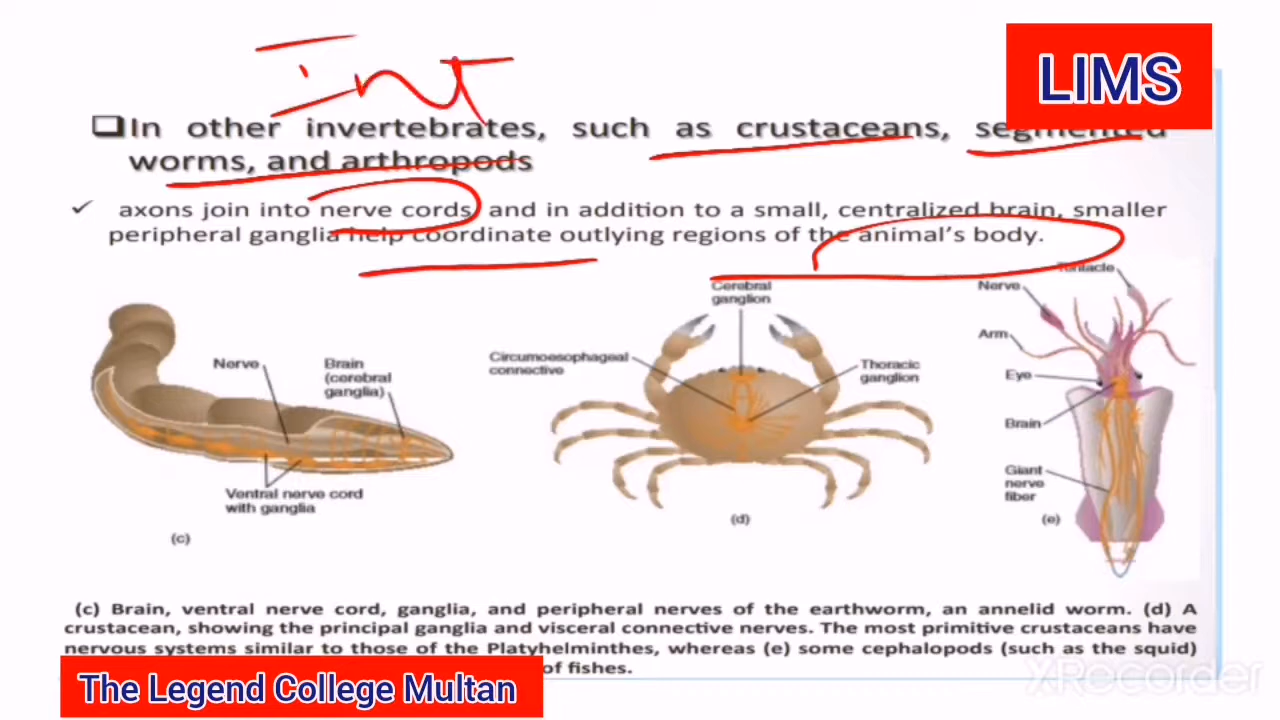 Int
LIMS
In other invertebrates, such as crustaceans, segmented
worms, and arthropods
axons join into nerve cords, and in addition to a small, centralized brain, smaller
peripheral ganglia help coordinate outlying regions of the animal's body.
Nerve
Brain
(cerebral
ganglia)
Ventral nerve cord
with ganglia
(c)
Cerebral
ganglion
Circumoesophageal
connective
Thoracic
ganglion
(d)
Tentacle
Nerve
Arm
Eye
Brain
Giant
nerve
fiber
(e)
(c) Brain, ventral nerve cord, ganglia, and peripheral nerves of the earthworm, an annelid worm. (d) A
crustacean, showing the principal ganglia and visceral connective nerves. The most primitive crustaceans have
nervous systems similar to those of the Platyhelminthes, whereas (e) some cephalopods (such as the squid)
of fishes.
The Legend College Multan
XRecorder